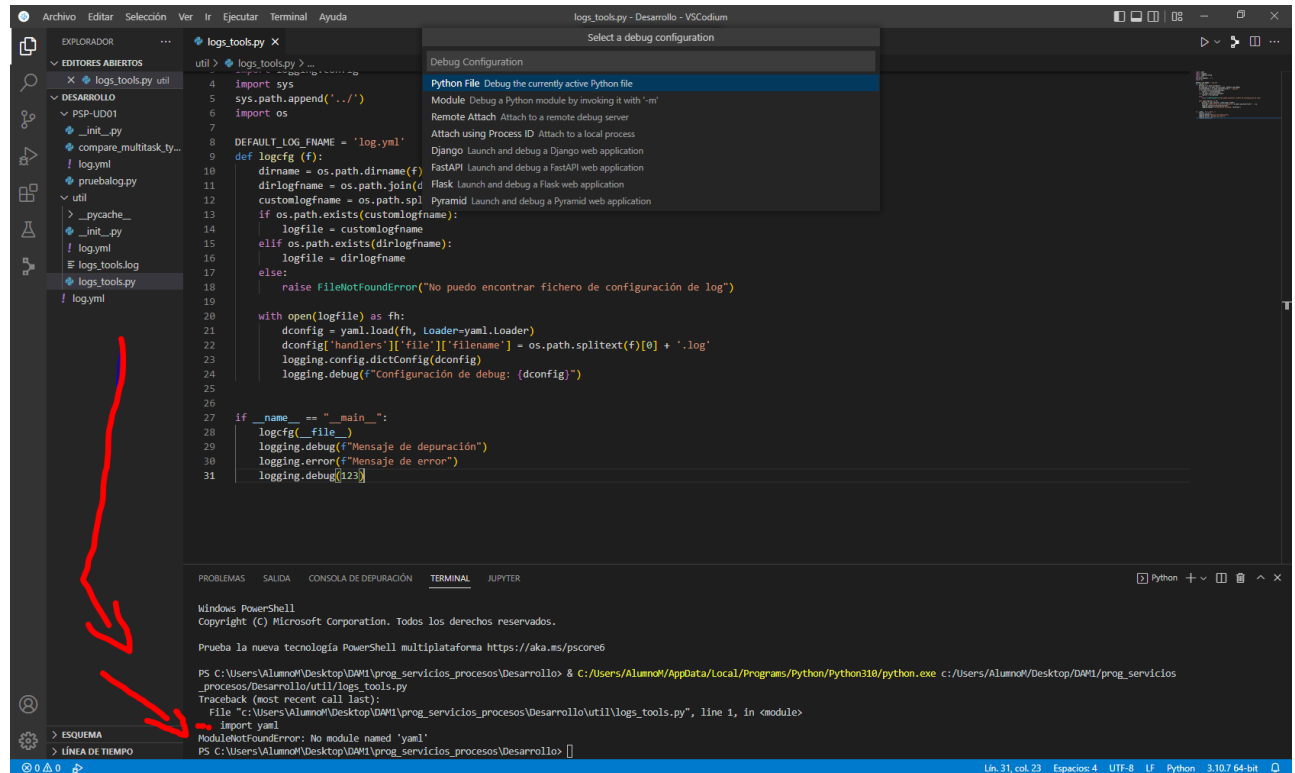 Archivo Editar Selección Ver Ir Ejecutar Terminal Ayuda
logs_tools.py - Desarrollo - VSCodium
Select a debug configuration
Debug Configuration
Python File Debug the currently active Python file
Module Debug a Python module by invoking it with '-m'
Remote Attach Attach to a remote debug server
Attach using Process ID Attach to a local process
Django Launch and debug a Django web application
FastAPI Launch and debug a FastAPI web application
Flask Launch and debug a Flask web application
Pyramid Launch and debug a Pyramid web application
EXPLORADOR
EDITORES ABIERTOS
logs_tools.py util
DESARROLLO
PSP-UD01
__init__.py
compare_multitask_ty...
log.yml
pruebalog.py
util
__pycache__
__init__.py
log.yml
logs_tools.log
logs_tools.py
log.yml
ESQUEMA
LÍNEA DE TIEMPO
logs_tools.py
util > logs_tools.py > ...
4 import sys
5 sys.path.append('../')
6 import os
7
8 DEFAULT_LOG_FNAME = 'log.yml'
9 def logcfg (f):
10 dirname = os.path.dirname(f)
11 dirlogfname = os.path.join(d
12 customlogfname = os.path.spl
13 if os.path.exists(customlogfname):
14 logfile = customlogfname
15 elif os.path.exists(dirlogfname):
16 logfile = dirlogfname
17 else:
18 raise FileNotFoundError("No puedo encontrar fichero de configuración de log")
19
20 with open(logfile) as fh:
21 dconfig = yaml.load(fh, Loader=yaml.Loader)
22 dconfig['handlers']['file']['filename'] = os.path.splitext(f)[0] + '.log'
23 logging.config.dictConfig(dconfig)
24 logging.debug(f"Configuración de debug: {dconfig}")
25
26
27 if __name__ == "__main__":
28 logcfg(__file__)
29 logging.debug(f"Mensaje de depuración")
30 logging.error(f"Mensaje de error")
31 logging.debug(123)
PROBLEMAS SALIDA CONSOLA DE DEPURACIÓN TERMINAL JUPYTER
Python
Windows PowerShell
Copyright (C) Microsoft Corporation. Todos los derechos reservados.
Prueba la nueva tecnología PowerShell multiplataforma https://aka.ms/pscore6
PS C:\Users\AlumnoM\Desktop\DAM1\prog_servicios_procesos\Desarrollo> & C:/Users/AlumnoM/AppData/Local/Programs/Python/Python310/python.exe c:/Users/AlumnoM/Desktop/DAM1/prog_servicios
_procesos/Desarrollo/util/logs_tools.py
Traceback (most recent call last):
File "c:\Users\AlumnoM\Desktop\DAM1\prog_servicios_procesos\Desarrollo\util\logs_tools.py", line 1, in <module>
import yaml
ModuleNotFoundError: No module named 'yaml'
PS C:\Users\AlumnoM\Desktop\DAM1\prog_servicios_procesos\Desarrollo>
0 0
Lín. 31, col. 23 Espacios: 4 UTF-8 LF Python 3.10.7 64-bit